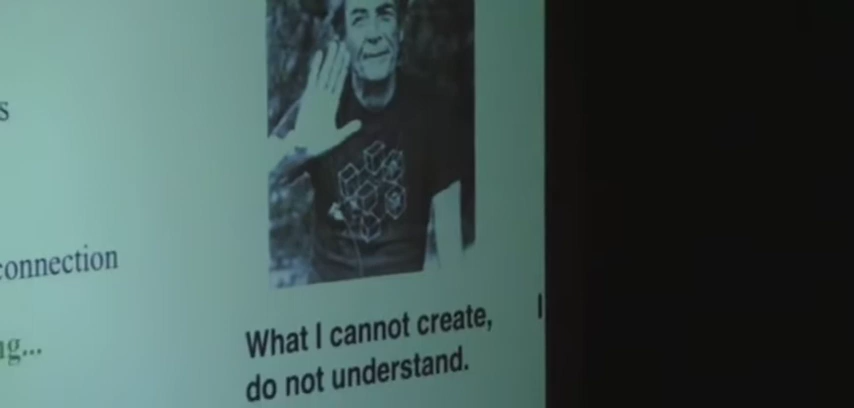 s
connection
g...
What I cannot create, I
do not understand.